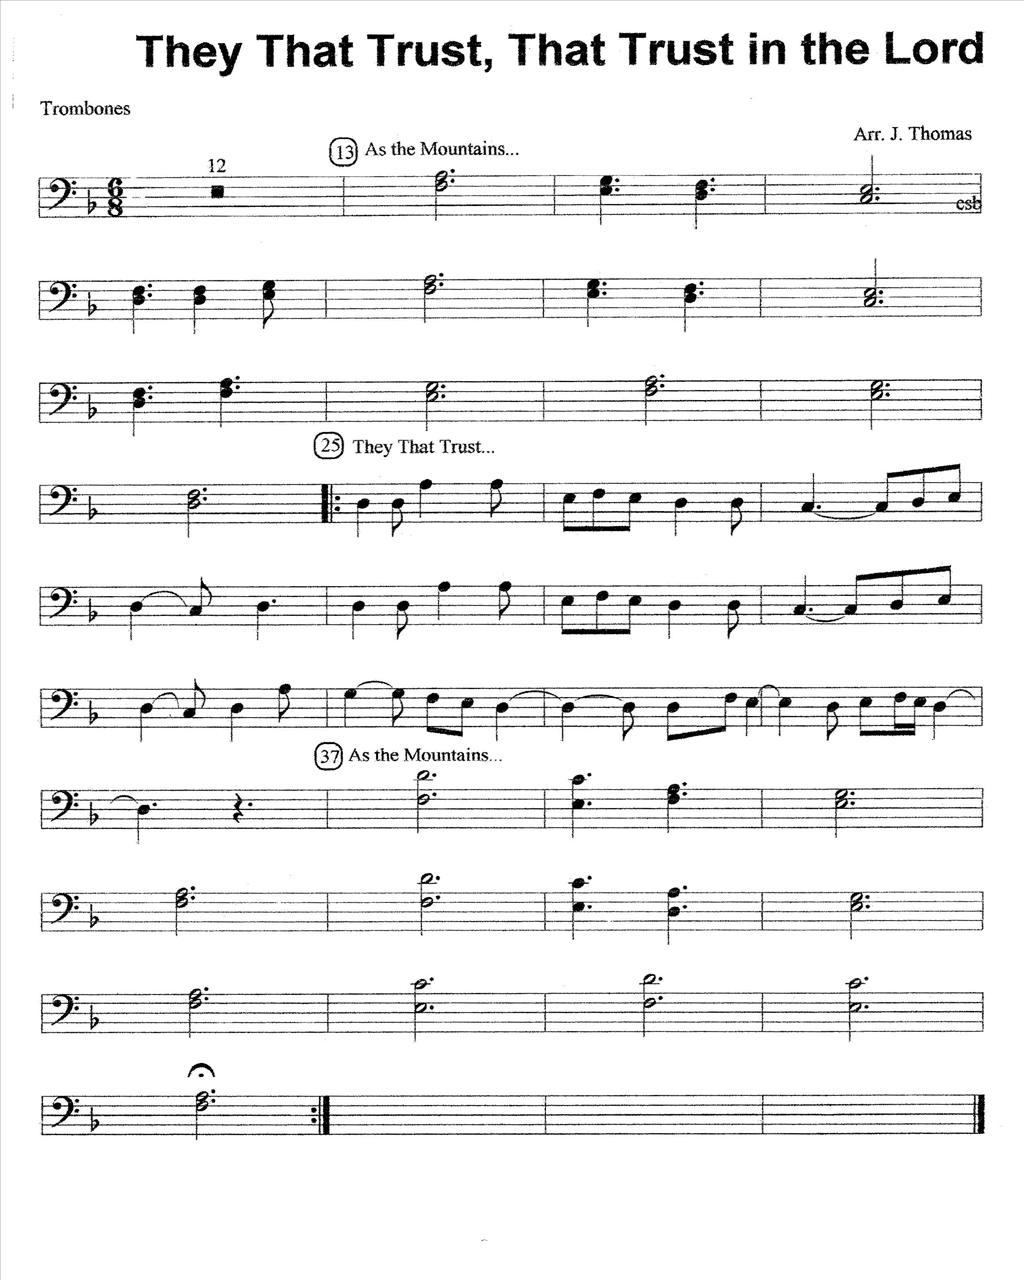 They That Trust, That Trust in the Lord
Trombones
Arr. J. Thomas
13 As the Mountains...
12
6
8
csb
25 They That Trust...
37 As the Mountains...